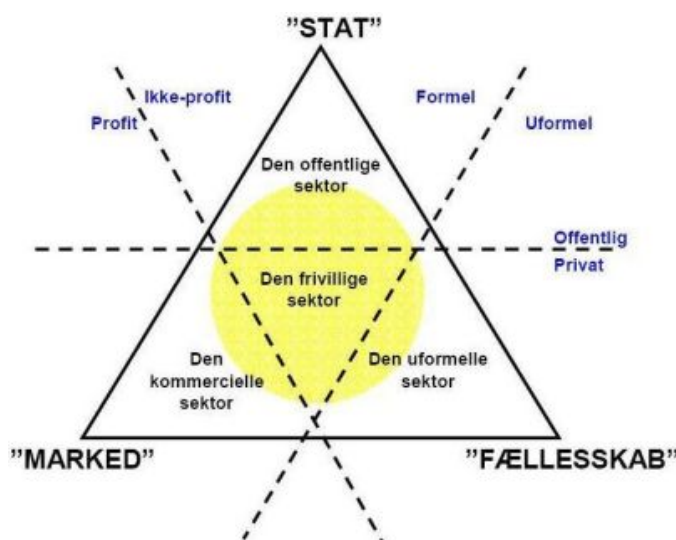 ”STAT”
Ikke-profit
Profit
Formel
Uformel
Den offentlige
sektor
Offentlig
Privat
Den frivillige
sektor
Den
kommercielle
sektor
Den uformelle
sektor
”MARKED”
”FÆLLESSKAB”